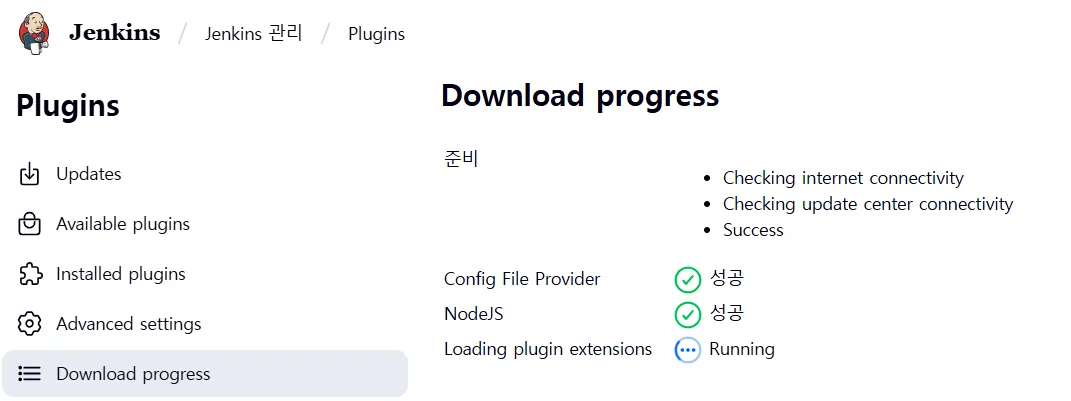 Jenkins / Jenkins 관리 / Plugins
Plugins
Updates
Available plugins
Installed plugins
Advanced settings
Download progress
Download progress
준비
Checking internet connectivity
Checking update center connectivity
Success
Config File Provider 성공
NodeJS 성공
Loading plugin extensions Running